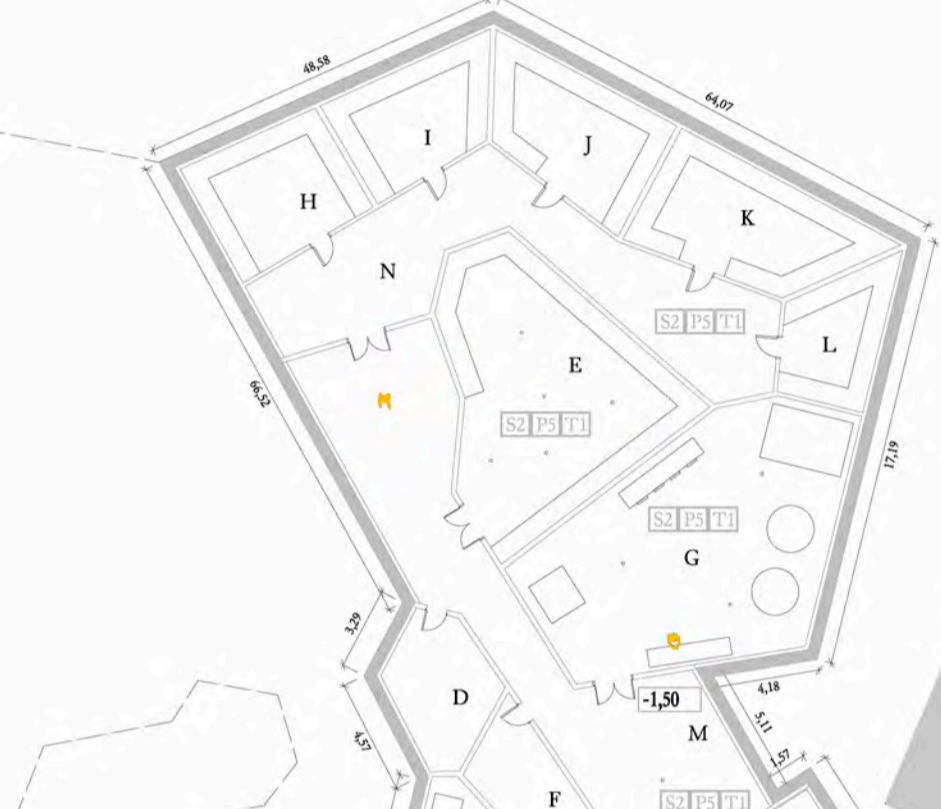 48,58
64,07
J
I
H
K
N
S2 P5 T1
L
E
66,52
S2 P5 T1
17,19
S2 P5 T1
G
3,29
4,18
-1,50
D
5,11
M
4,57
1,57
F
S2 P5 T1